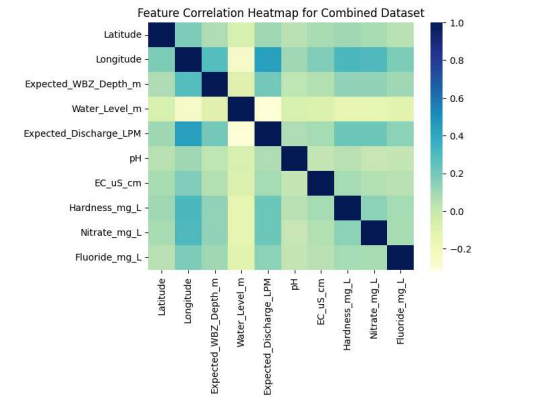 Feature Correlation Heatmap for Combined Dataset
Latitude
Longitude
Expected_WBZ_Depth_m
Water_Level_m
Expected_Discharge_LPM
pH
EC_uS_cm
Hardness_mg_L
Nitrate_mg_L
Fluoride_mg_L
Latitude
Longitude
Expected_WBZ_Depth_m
Water_Level_m
Expected_Discharge_LPM
pH
EC_uS_cm
Hardness_mg_L
Nitrate_mg_L
Fluoride_mg_L
1.0
0.8
0.6
0.4
0.2
0.0
−0.2